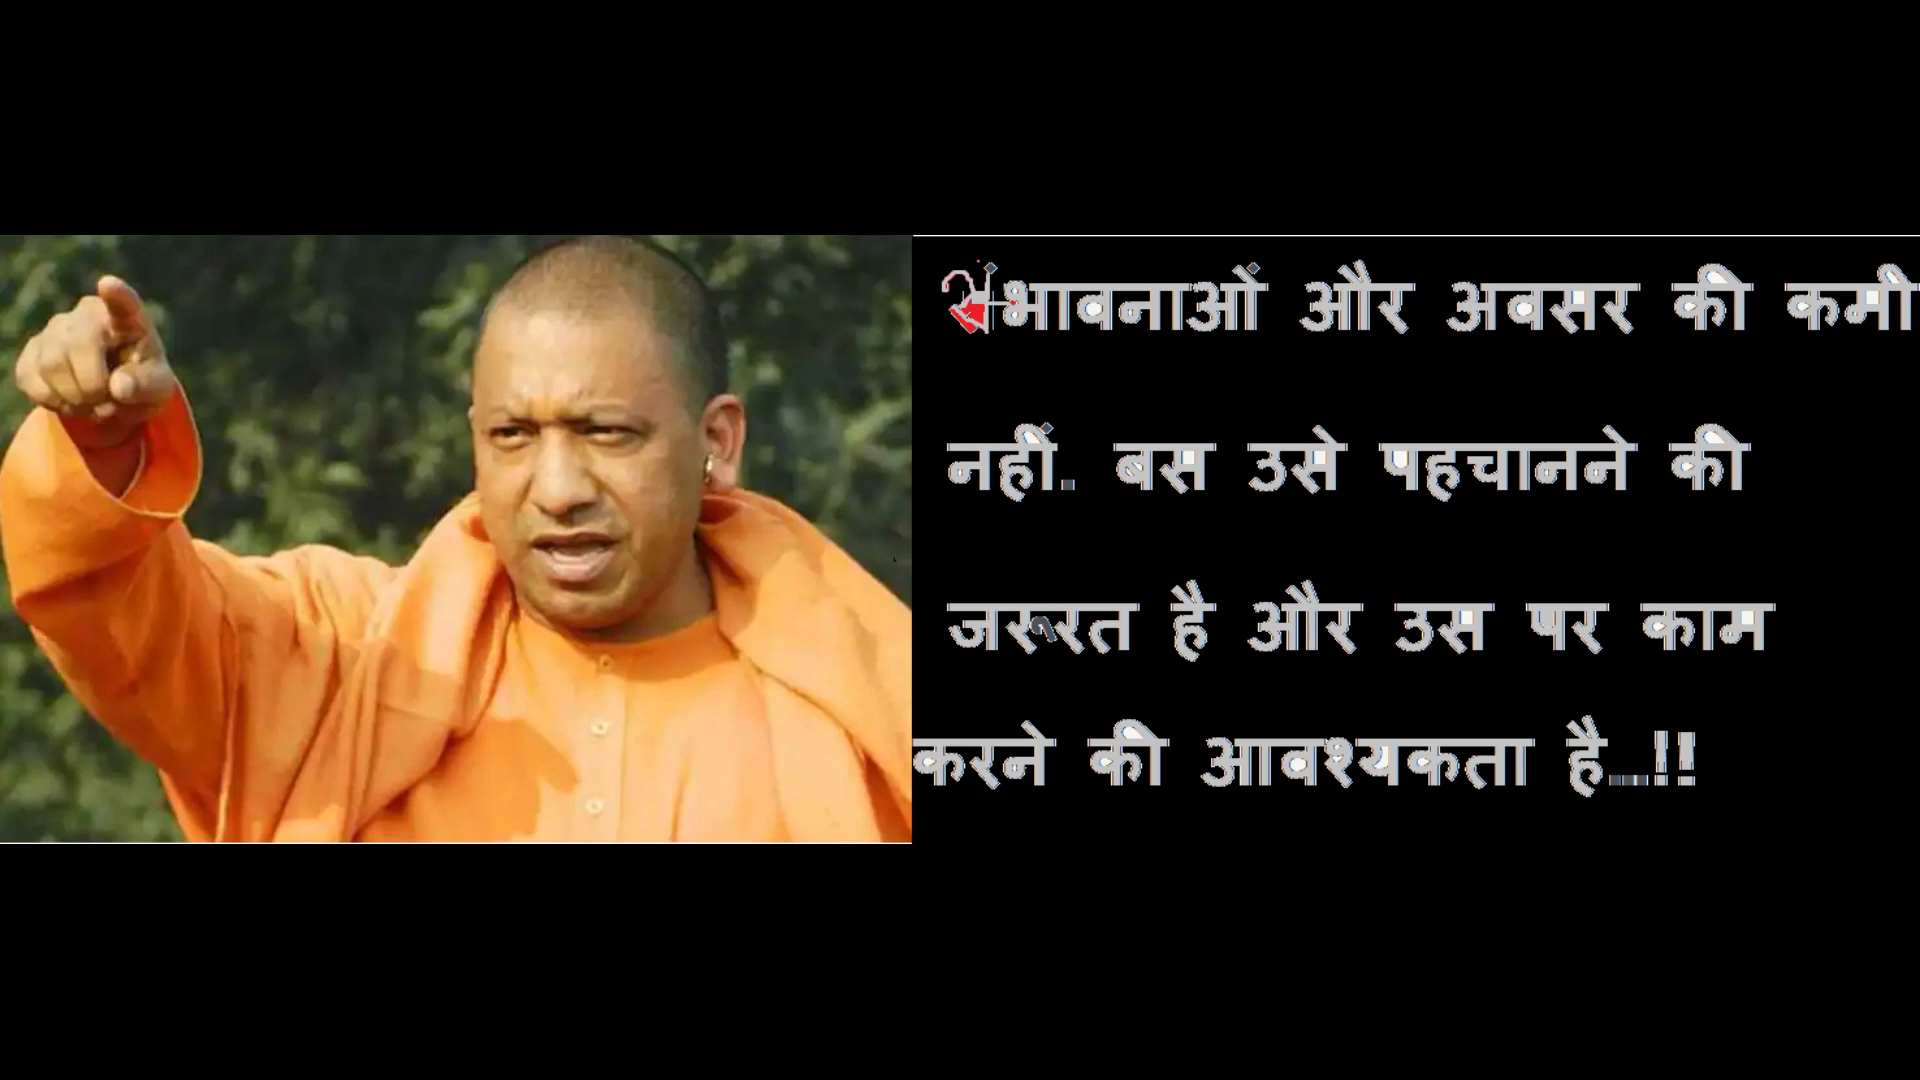 संभावनाओं और अवसर की कमी
नहीं. बस उसे पहचानने की
जरूरत है और उस पर काम
करने की आवश्यकता है...!!